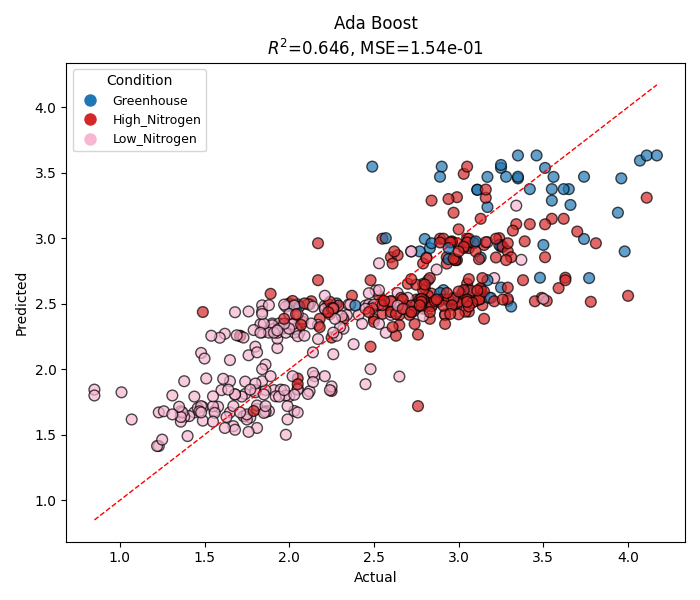 Ada Boost
R²=0.646, MSE=1.54e-01
Condition
Greenhouse
High_Nitrogen
Low_Nitrogen
Predicted
4.0
3.5
3.0
2.5
2.0
1.5
1.0
1.0 1.5 2.0 2.5 3.0 3.5 4.0
Actual